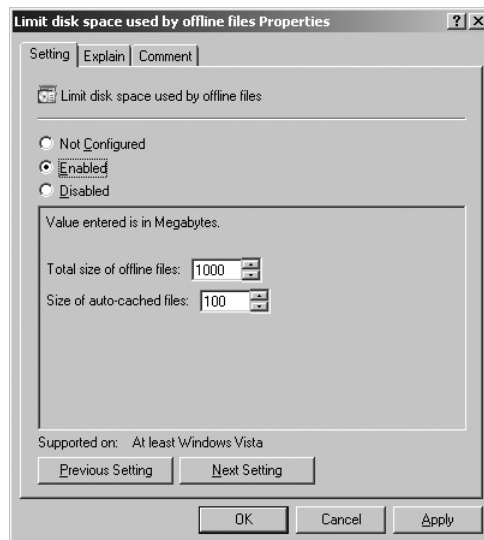 Limit disk space used by offline files Properties
Setting Explain Comment
Limit disk space used by offline files
Not Configured
Enabled
Disabled
Value entered is in Megabytes.
Total size of offline files: 1000
Size of auto-cached files: 100
Supported on: At least Windows Vista
Previous Setting Next Setting
OK Cancel Apply